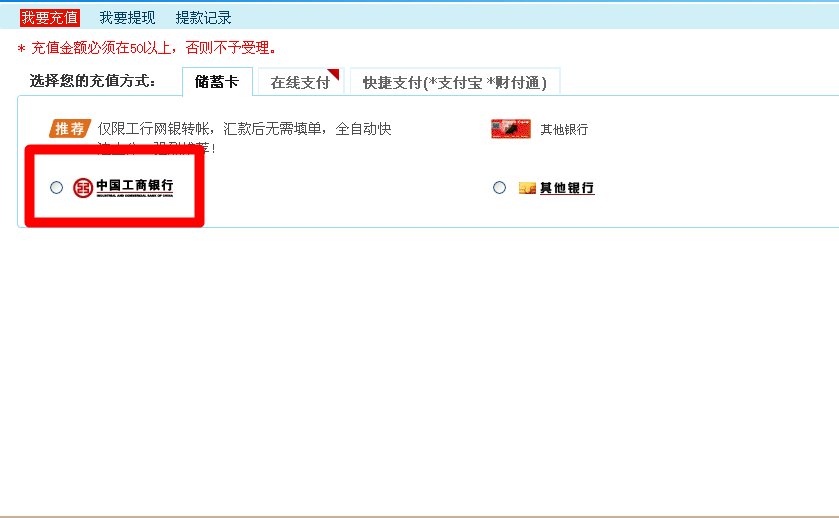 我要充值 我要提现 提款记录
* 充值金额必须在50以上，否则不予受理。
选择您的充值方式： 储蓄卡 在线支付 快捷支付(*支付宝 *财付通)
推荐 仅限工行网银转帐，汇款后无需填单，全自动快 其他银行
中国工商银行 其他银行
INDUSTRIAL AND COMMERCIAL BANK OF CHINA